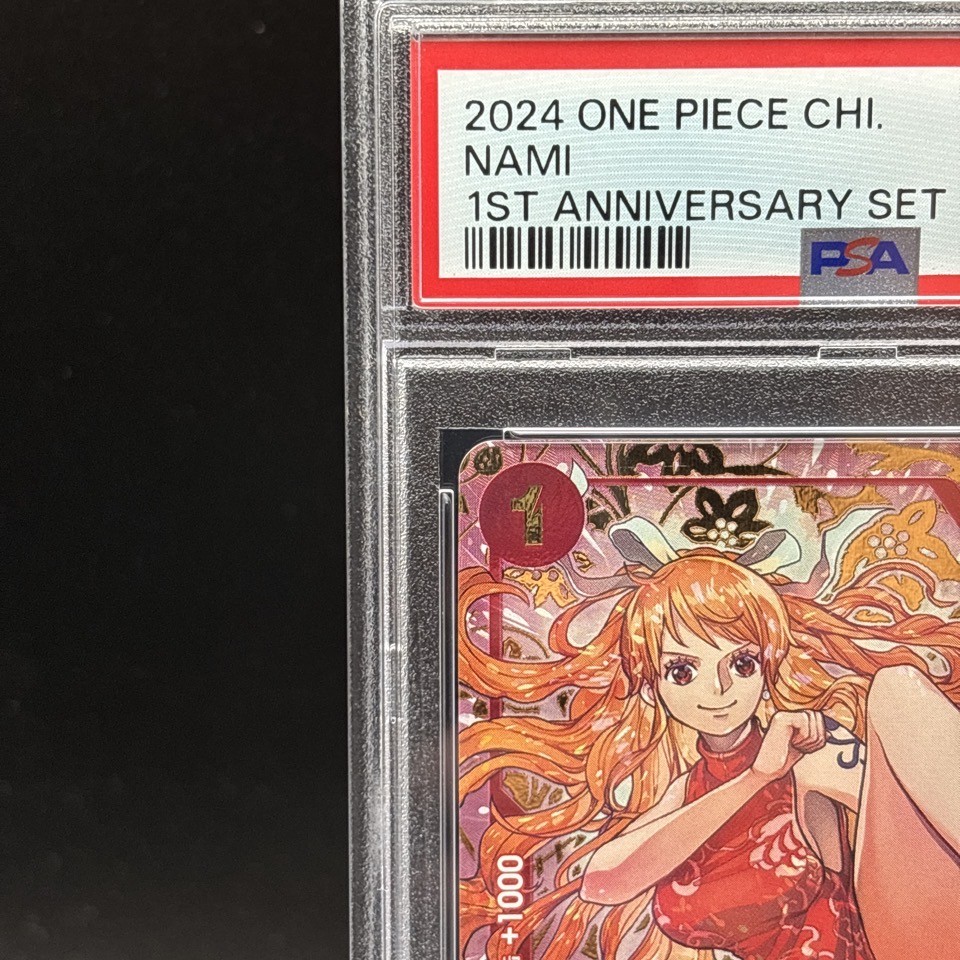 2024 ONE PIECE CHI.
NAMI
1ST ANNIVERSARY SET
PSA
1
+1000